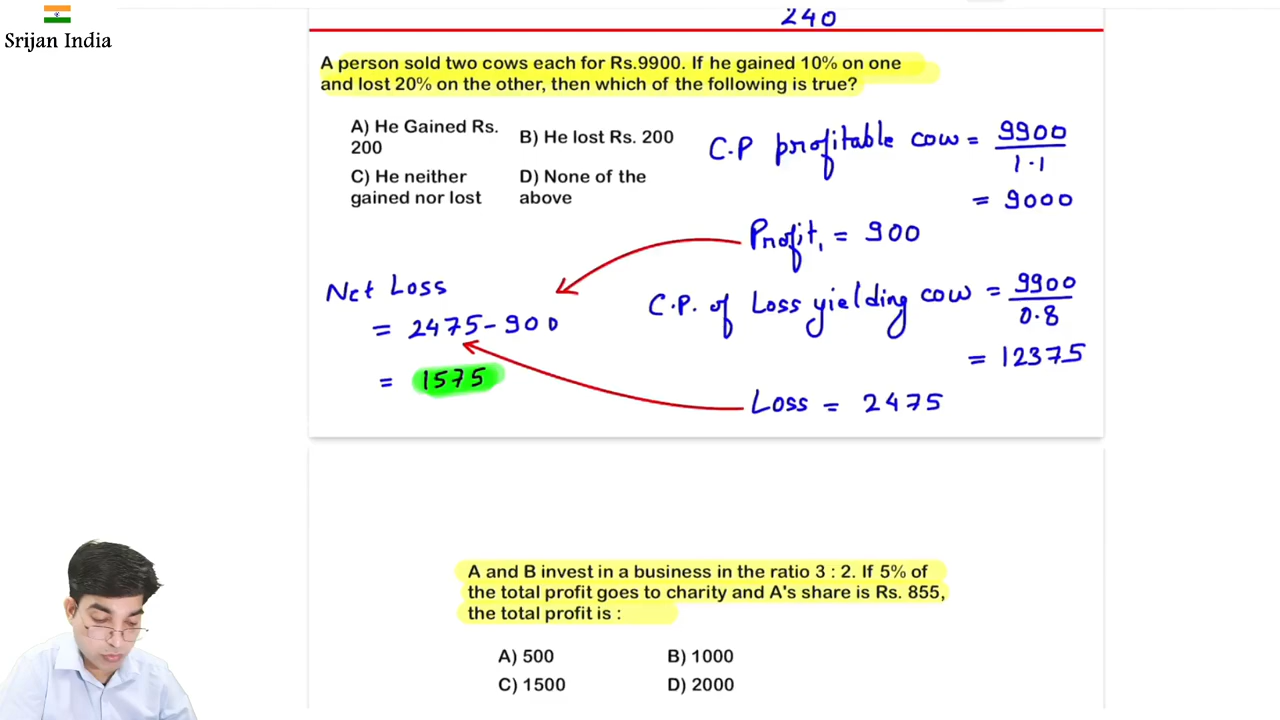 Srijan India
240
A person sold two cows each for Rs.9900. If he gained 10% on one
and lost 20% on the other, then which of the following is true?
A) He Gained Rs.
200
B) He lost Rs. 200
C) He neither
gained nor lost
D) None of the
above
C.P profitable cow = 9900
1.1
= 9000
Profit, = 900
C.P. of Loss yielding cow = 9900
0.8
= 12375
Loss = 2475
Net Loss
= 2475-900
= 1575
A and B invest in a business in the ratio 3 : 2. If 5% of
the total profit goes to charity and A's share is Rs. 855,
the total profit is :
A) 500
B) 1000
C) 1500
D) 2000